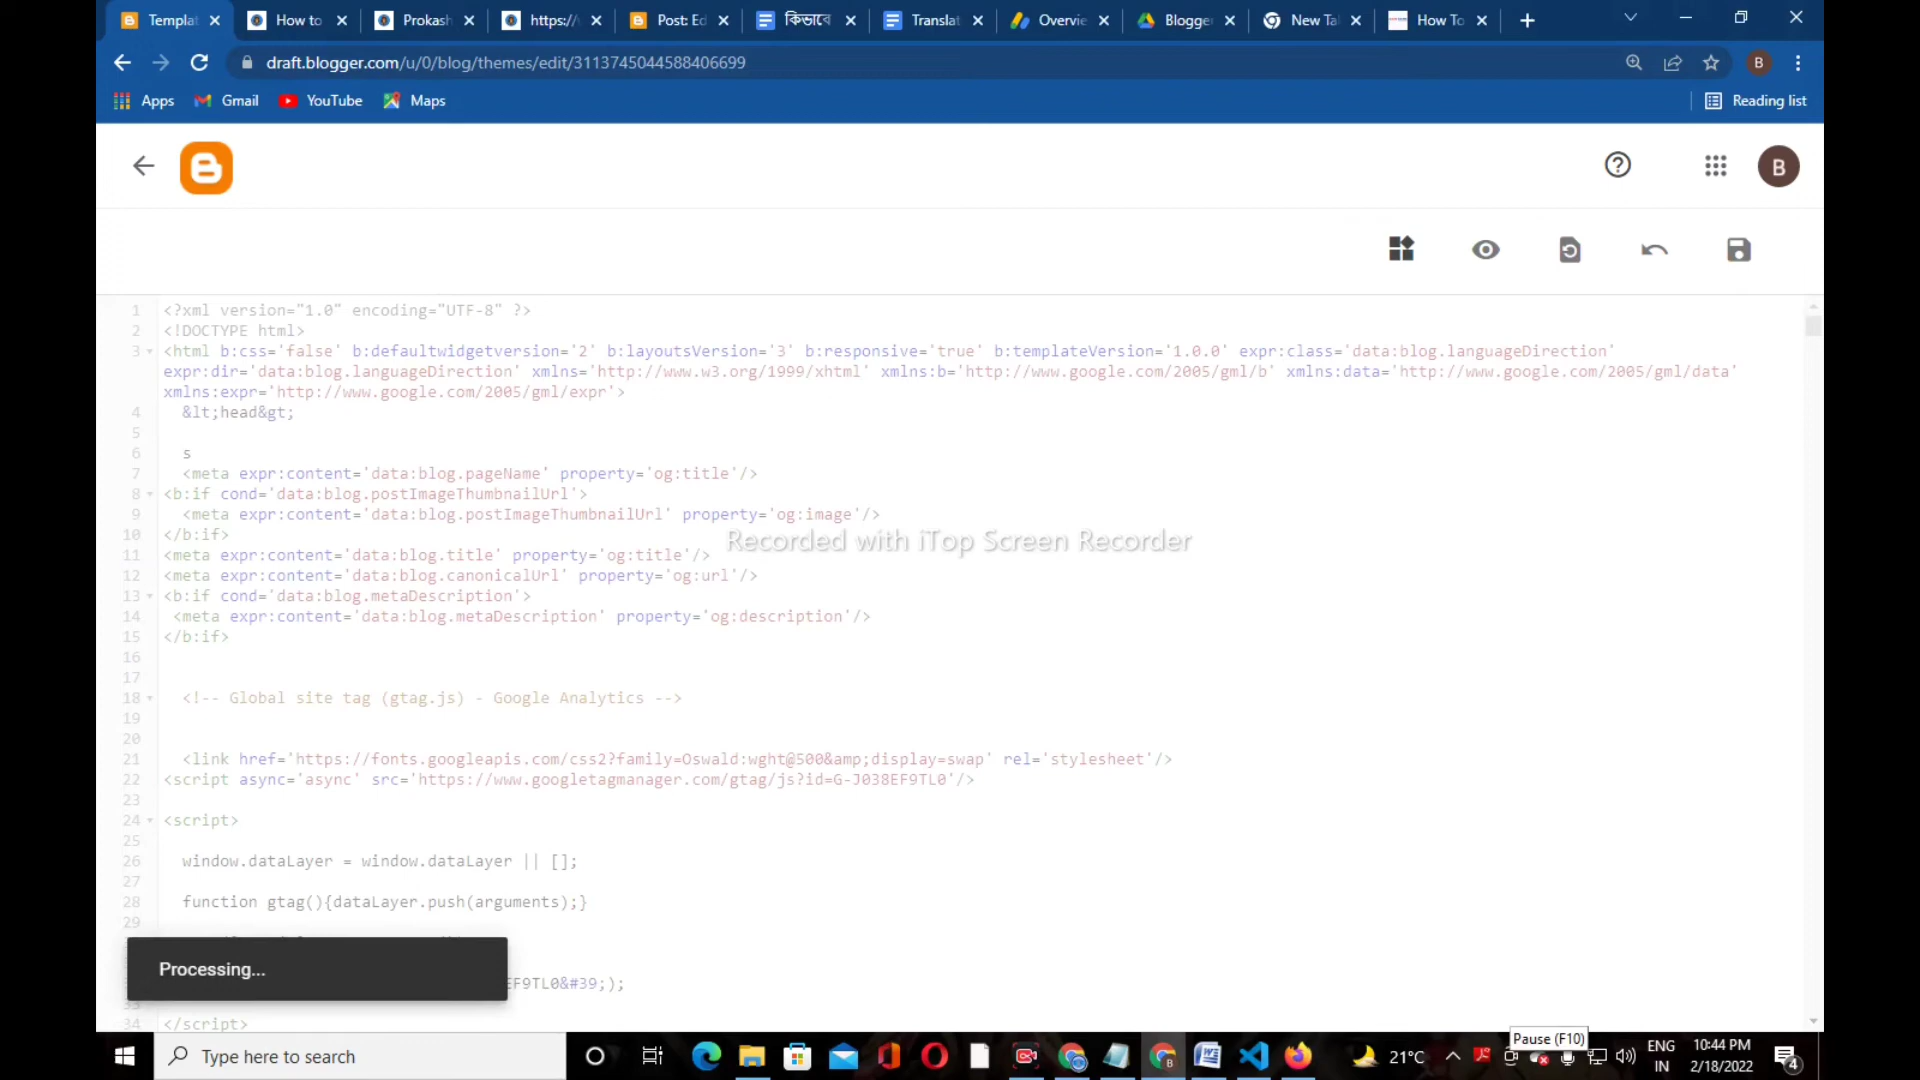 Templat
How to
Prokash
https://
Post: Ed
কিভাবে
Translat
Overvie
Blogger
New Ta
How To
draft.blogger.com/u/0/blog/themes/edit/3113745044588406699
B
Apps
Gmail
YouTube
Maps
Reading list
B
1 <?xml version="1.0" encoding="UTF-8" ?>
2 <!DOCTYPE html>
3 <html b:css='false' b:defaultwidgetversion='2' b:layoutsVersion='3' b:responsive='true' b:templateVersion='1.0.0' expr:class='data:blog.languageDirection'
expr:dir='data:blog.languageDirection' xmlns='http://www.w3.org/1999/xhtml' xmlns:b='http://www.google.com/2005/gml/b' xmlns:data='http://www.google.com/2005/gml/data'
xmlns:expr='http://www.google.com/2005/gml/expr'>
4 &lt;head&gt;
5
6 s
7 <meta expr:content='data:blog.pageName' property='og:title'/>
8 <b:if cond='data:blog.postImageThumbnailUrl'>
9 <meta expr:content='data:blog.postImageThumbnailUrl' property='og:image'/>
10 </b:if>
Recorded with iTop Screen Recorder
11 <meta expr:content='data:blog.title' property='og:title'/>
12 <meta expr:content='data:blog.canonicalUrl' property='og:url'/>
13 <b:if cond='data:blog.metaDescription'>
14 <meta expr:content='data:blog.metaDescription' property='og:description'/>
15 </b:if>
16
17
18 <!-- Global site tag (gtag.js) - Google Analytics -->
19
20
21 <link href='https://fonts.googleapis.com/css2?family=Oswald:wght@500&amp;display=swap' rel='stylesheet'/>
22 <script async='async' src='https://www.googletagmanager.com/gtag/js?id=G-J038EF9TL0'/>
23
24 <script>
25
26 window.dataLayer = window.dataLayer || [];
27
28 function gtag(){dataLayer.push(arguments);}
29
Processing...
EF9TL0&#39;);
33
34 </script>
Pause (F10)
Type here to search
21°C
ENG
IN
10:44 PM
2/18/2022
4